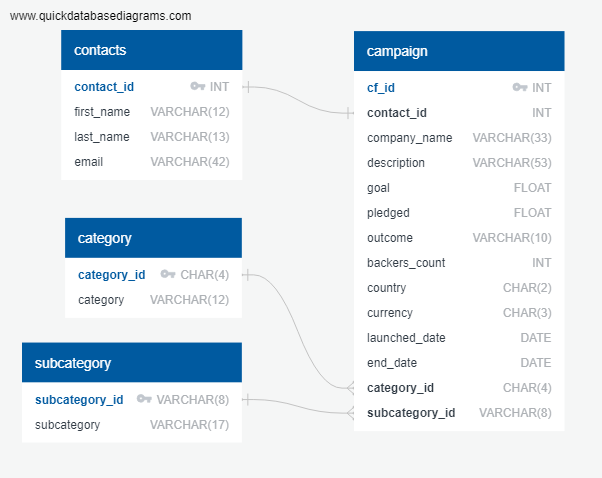 www.quickdatabasediagrams.com
contacts
contact_id INT
first_name VARCHAR(12)
last_name VARCHAR(13)
email VARCHAR(42)
category
category_id CHAR(4)
category VARCHAR(12)
subcategory
subcategory_id VARCHAR(8)
subcategory VARCHAR(17)
campaign
cf_id INT
contact_id INT
company_name VARCHAR(33)
description VARCHAR(53)
goal FLOAT
pledged FLOAT
outcome VARCHAR(10)
backers_count INT
country CHAR(2)
currency CHAR(3)
launched_date DATE
end_date DATE
category_id CHAR(4)
subcategory_id VARCHAR(8)